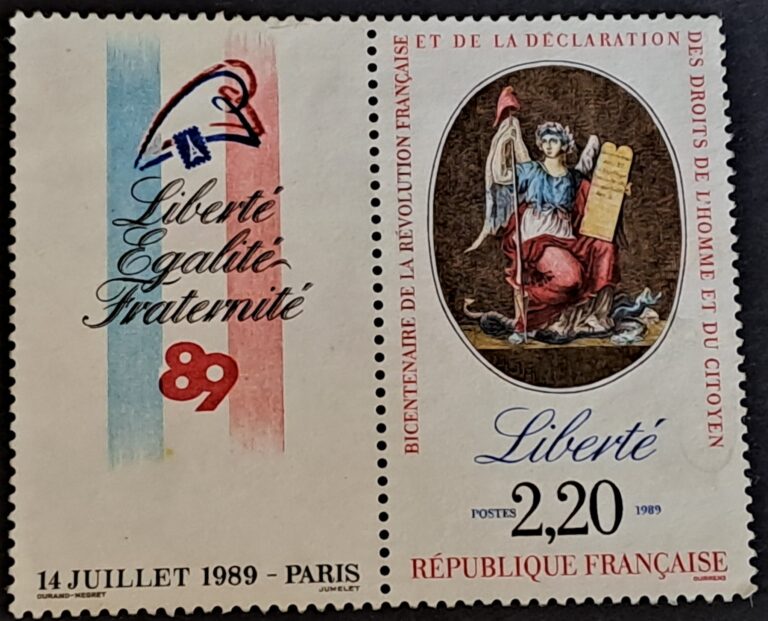 Liberté
Egalité
Fraternité
89
14 JUILLET 1989 - PARIS
DURAND-MEGRET
JUMELET
BICENTENAIRE DE LA RÉVOLUTION FRANÇAISE
ET DE LA DÉCLARATION
DES DROITS DE L'HOMME ET DU CITOYEN
Liberté
POSTES 2,20 1989
RÉPUBLIQUE FRANÇAISE
DURRENS